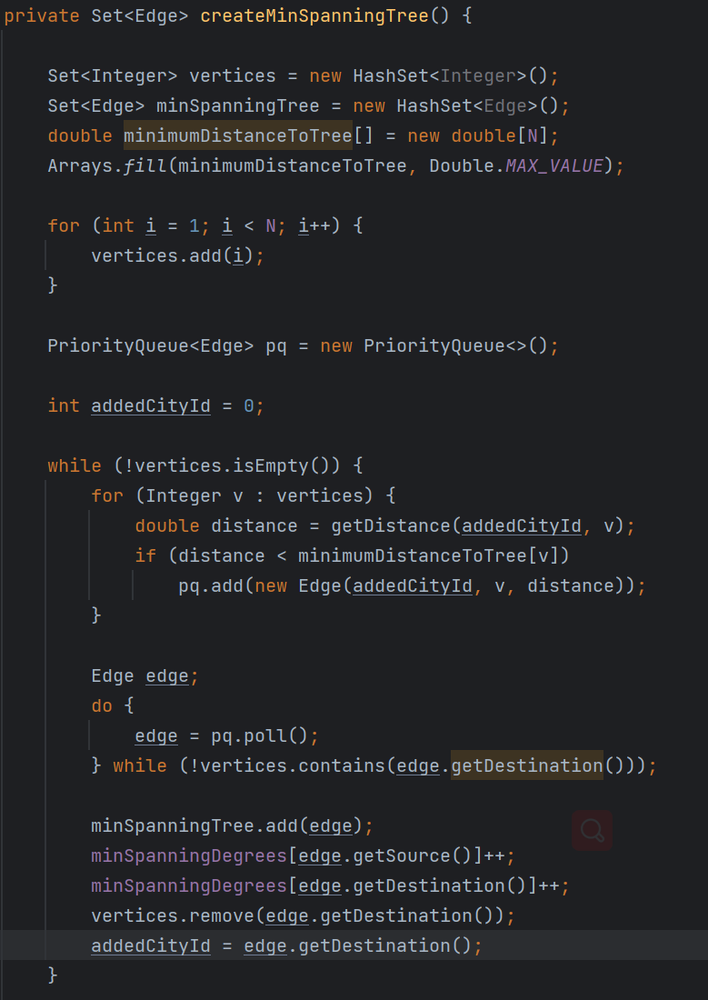 private Set<Edge> createMinSpanningTree() {
Set<Integer> vertices = new HashSet<Integer>();
Set<Edge> minSpanningTree = new HashSet<Edge>();
double minimumDistanceToTree[] = new double[N];
Arrays.fill(minimumDistanceToTree, Double.MAX_VALUE);
for (int i = 1; i < N; i++) {
vertices.add(i);
}
PriorityQueue<Edge> pq = new PriorityQueue<>();
int addedCityId = 0;
while (!vertices.isEmpty()) {
for (Integer v : vertices) {
double distance = getDistance(addedCityId, v);
if (distance < minimumDistanceToTree[v])
pq.add(new Edge(addedCityId, v, distance));
}
Edge edge;
do {
edge = pq.poll();
} while (!vertices.contains(edge.getDestination()));
minSpanningTree.add(edge);
minSpanningDegrees[edge.getSource()]++;
minSpanningDegrees[edge.getDestination()]++;
vertices.remove(edge.getDestination());
addedCityId = edge.getDestination();
}